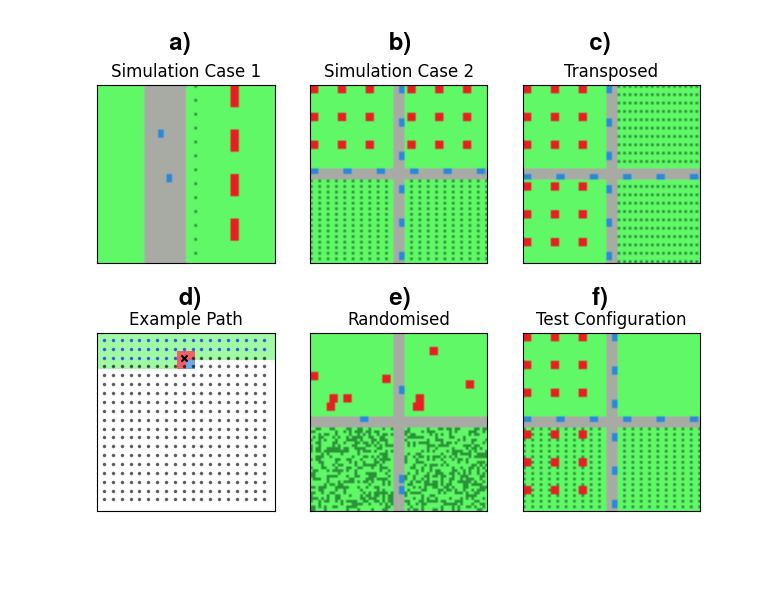 a)
Simulation Case 1
b)
Simulation Case 2
c)
Transposed
d)
Example Path
e)
Randomised
f)
Test Configuration